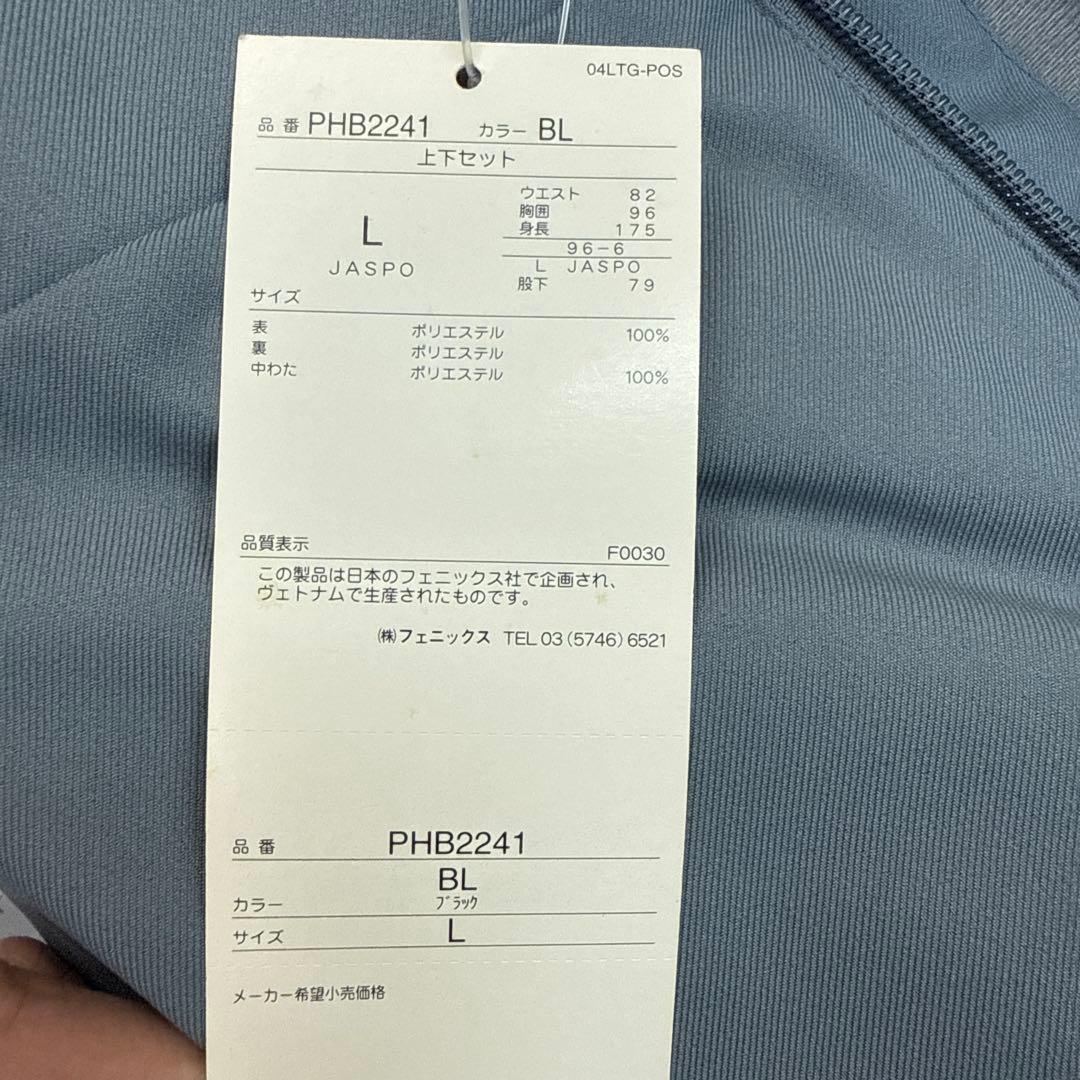 04LTG-POS
品番 PHB2241 カラー BL
上下セット
ウエスト 82
胸囲 96
身長 175
96-6
L JASPO
股下 79
L
JASPO
サイズ
表 ポリエステル 100%
裏 ポリエステル
中わた ポリエステル 100%
品質表示 F0030
この製品は日本のフェニックス社で企画され、
ヴェトナムで生産されたものです。
㈱フェニックス TEL 03(5746)6521
品番 PHB2241
BL
カラー ブラック
サイズ L
メーカー希望小売価格